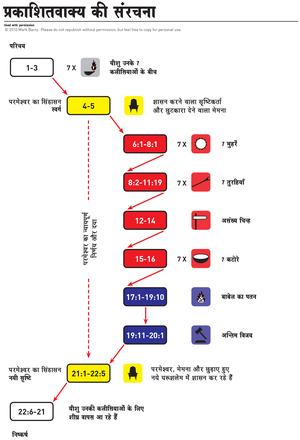 प्रकाशितवाक्य की संरचना
Used with permission
© 2010 Mark Barry. Please do not republish without permission, but feel free to copy for personal use.
परिचय
1-3
7 X
यीशु उनके 7
कलीसियाओं के बीच
परमेश्वर का सिंहासन
स्वर्ग
4-5
शासन करने वाला सृष्टिकर्ता
और छुटकारा देने वाला मेमना
6:1-8:1
7 X
7 मुहरें
8:2-11:19
7 X
7 तुरहियाँ
12-14
असंख्य चिन्ह
परमेश्वर का न्यायपूर्ण
निर्णय और दया
15-16
7 X
7 कटोरे
17:1-19:10
बाबेल का पतन
19:11-20:1
अन्तिम विजय
परमेश्वर का सिंहासन
नयी सृष्टि
21:1-22:5
परमेश्वर, मेमना और छुड़ाए हुए
नये यरूशलेम में शासन कर रहे हैं
22:6-21
यीशु उनकी कलीसियाओं के लिए
शीघ्र वापस आ रहे हैं
निष्कर्ष